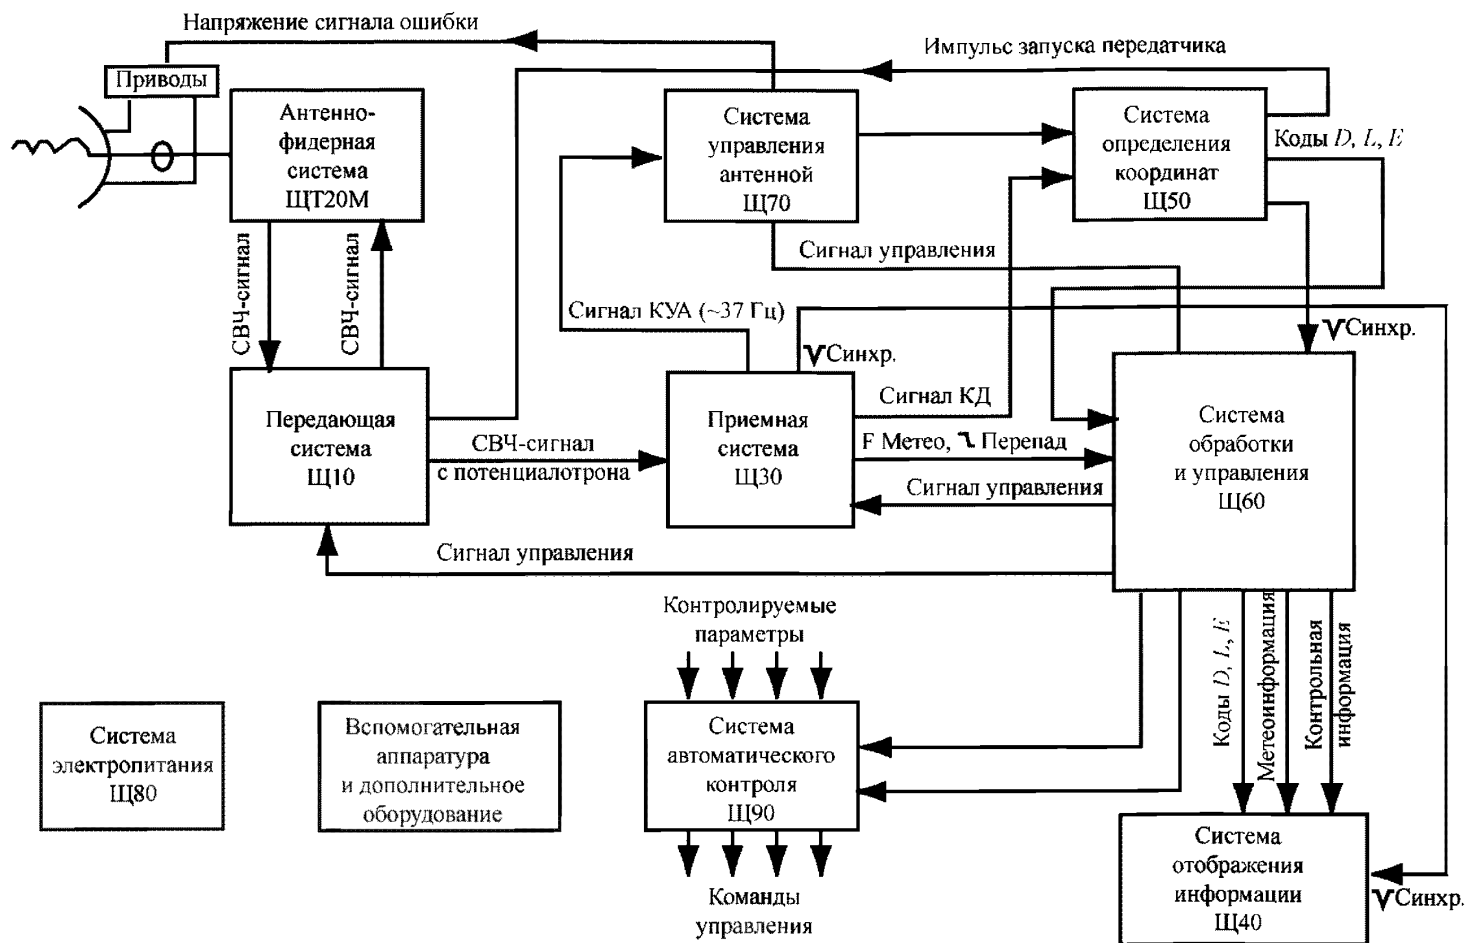 Напряжение сигнала ошибки
Импульс запуска передатчика
Приводы
Антенно-
фидерная
система
ЩТ20М
Система
управления
антенной
Щ70
Система
определения
координат
Щ50
Коды D, L, E
СВЧ-сигнал
СВЧ-сигнал
Сигнал управления
Сигнал КУА (~37 Гц)
Синхр.
Синхр.
Передающая
система
Щ10
СВЧ-сигнал
с потенциалотрона
Приемная
система
Щ30
Сигнал КД
F Метео, Перепад
Сигнал управления
Система
обработки
и управления
Щ60
Сигнал управления
Контролируемые
параметры
Коды D, L, E
Метеоинформация
Контрольная
информация
Система
электропитания
Щ80
Вспомогательная
аппаратура
и дополнительное
оборудование
Система
автоматического
контроля
Щ90
Команды
управления
Система
отображения
информации
Щ40
Синхр.